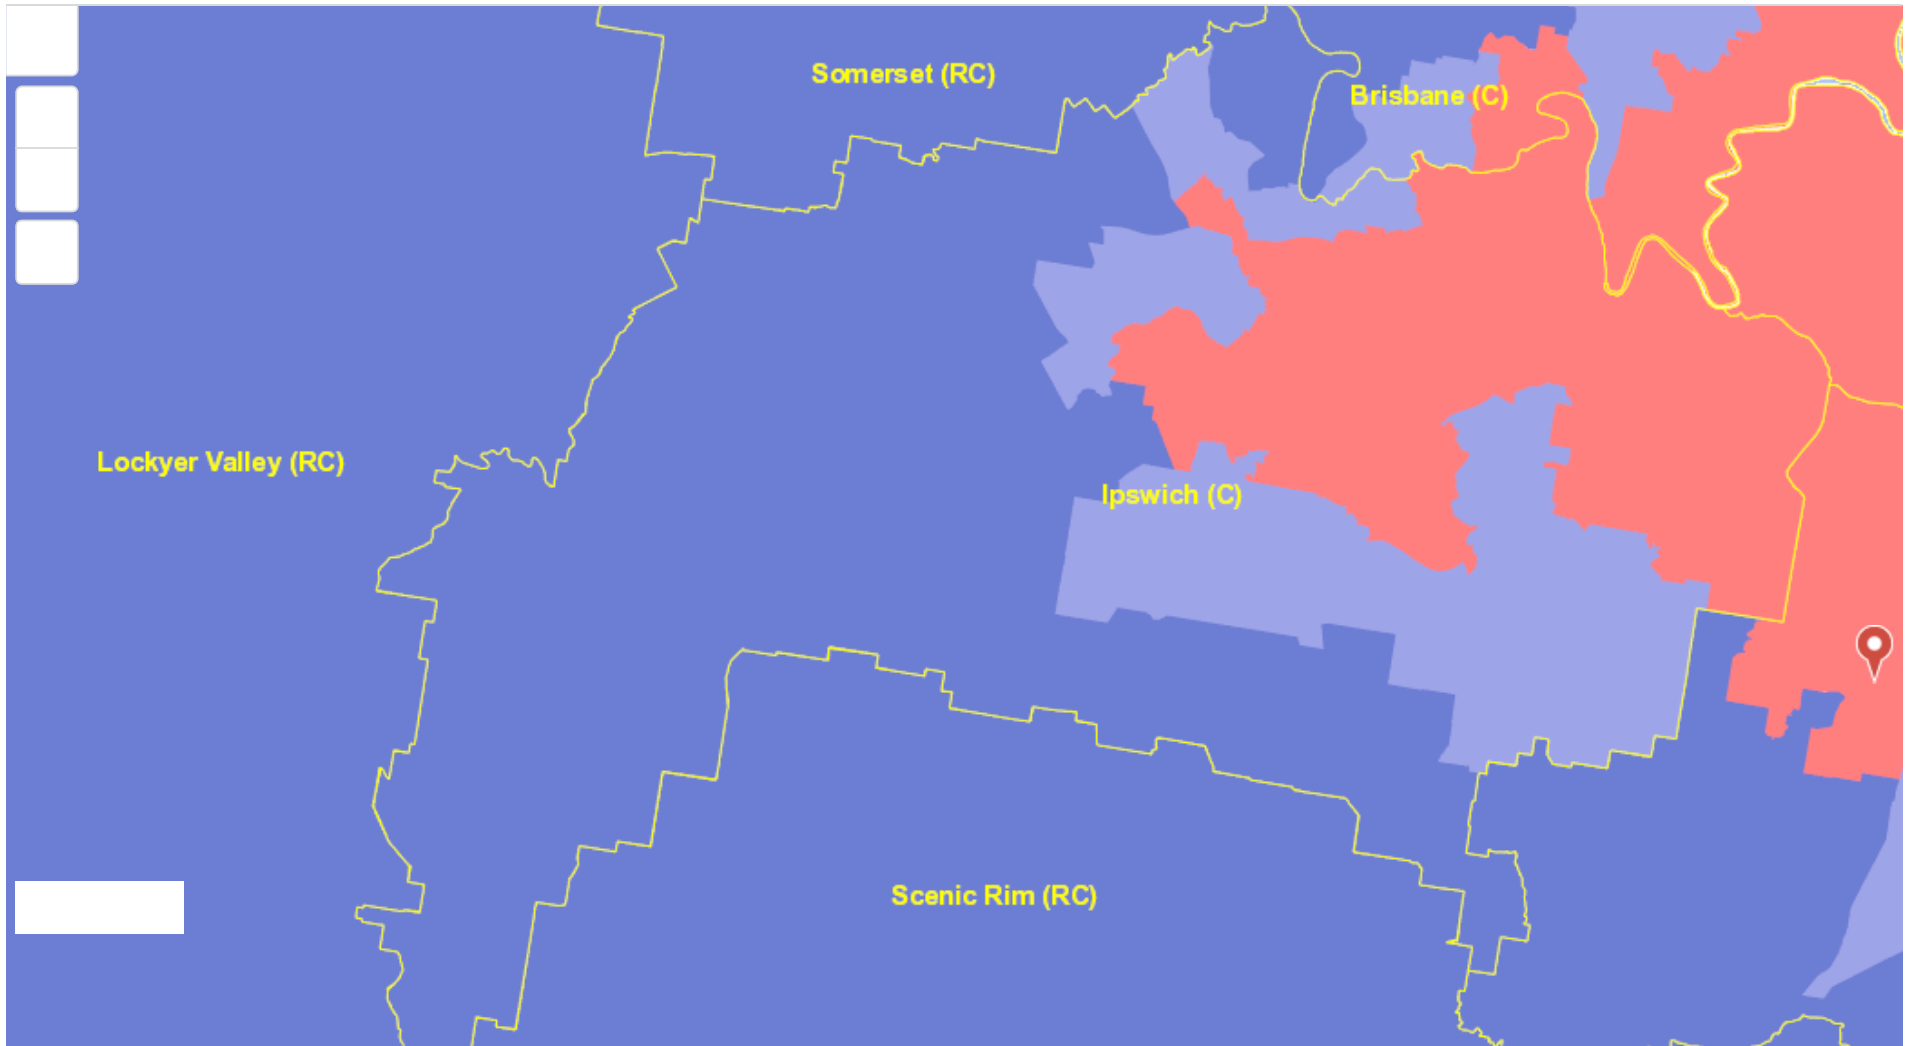 Somerset (RC)
Brisbane (C)
Lockyer Valley (RC)
Ipswich (C)
Scenic Rim (RC)